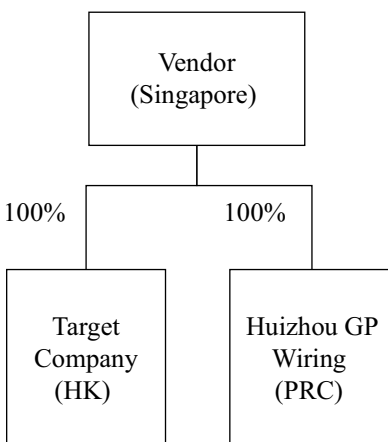 Vendor
(Singapore)
100%
100%
Target
Company
(HK)
Huizhou GP
Wiring
(PRC)